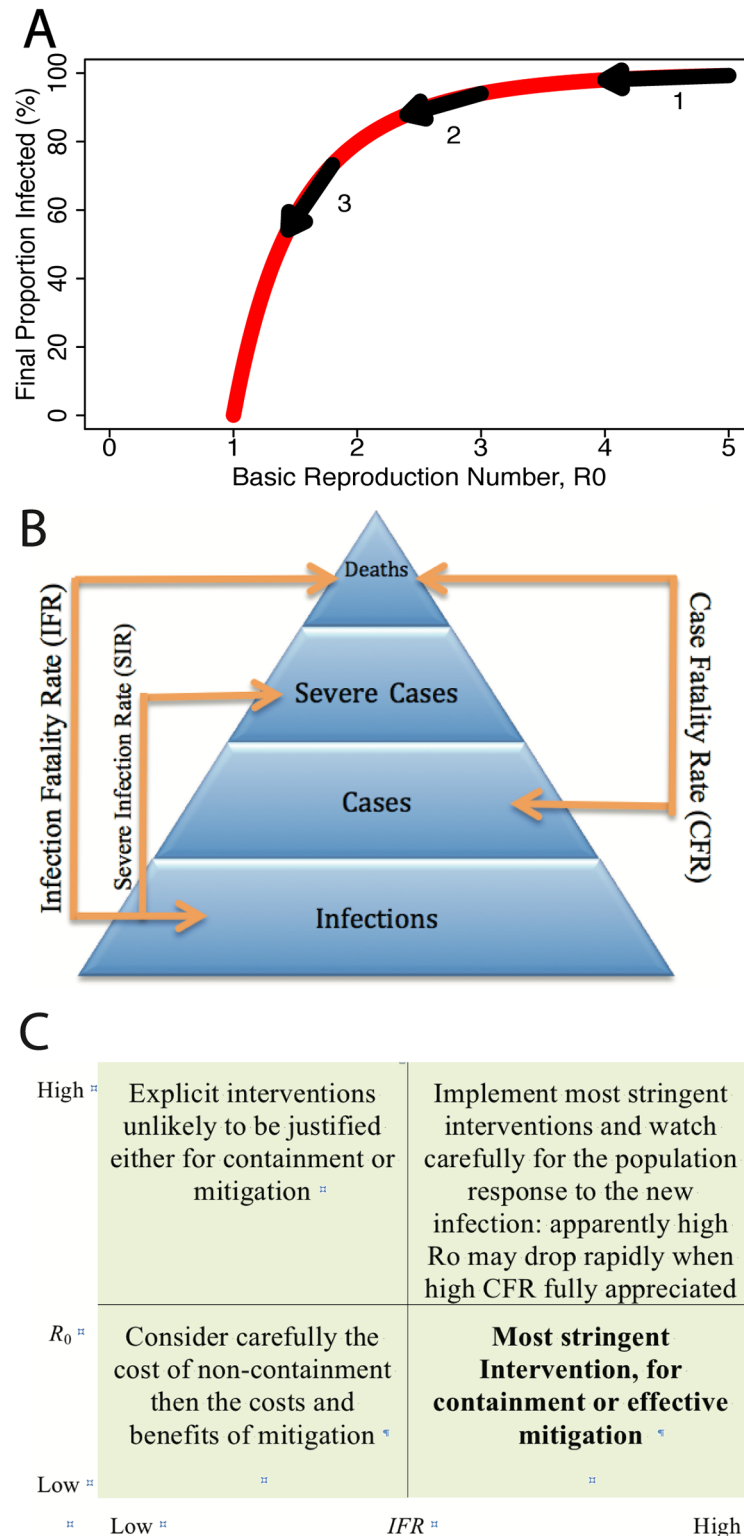 A
Final Proportion Infected (%)
100
80
60
40
20
0
1
2
3
0 1 2 3 4 5
Basic Reproduction Number, R0
B
Infection Fatality Rate (IFR)
Severe Infection Rate (SIR)
Deaths
Severe Cases
Cases
Infections
Case Fatality Rate (CFR)
C
High
Explicit interventions
unlikely to be justified
either for containment or
mitigation
Implement most stringent
interventions and watch
carefully for the population
response to the new
infection: apparently high
Ro may drop rapidly when
high CFR fully appreciated
R₀
Consider carefully the
cost of non-containment
then the costs and
benefits of mitigation
Most stringent
Intervention, for
containment or effective
mitigation
Low
Low IFR High